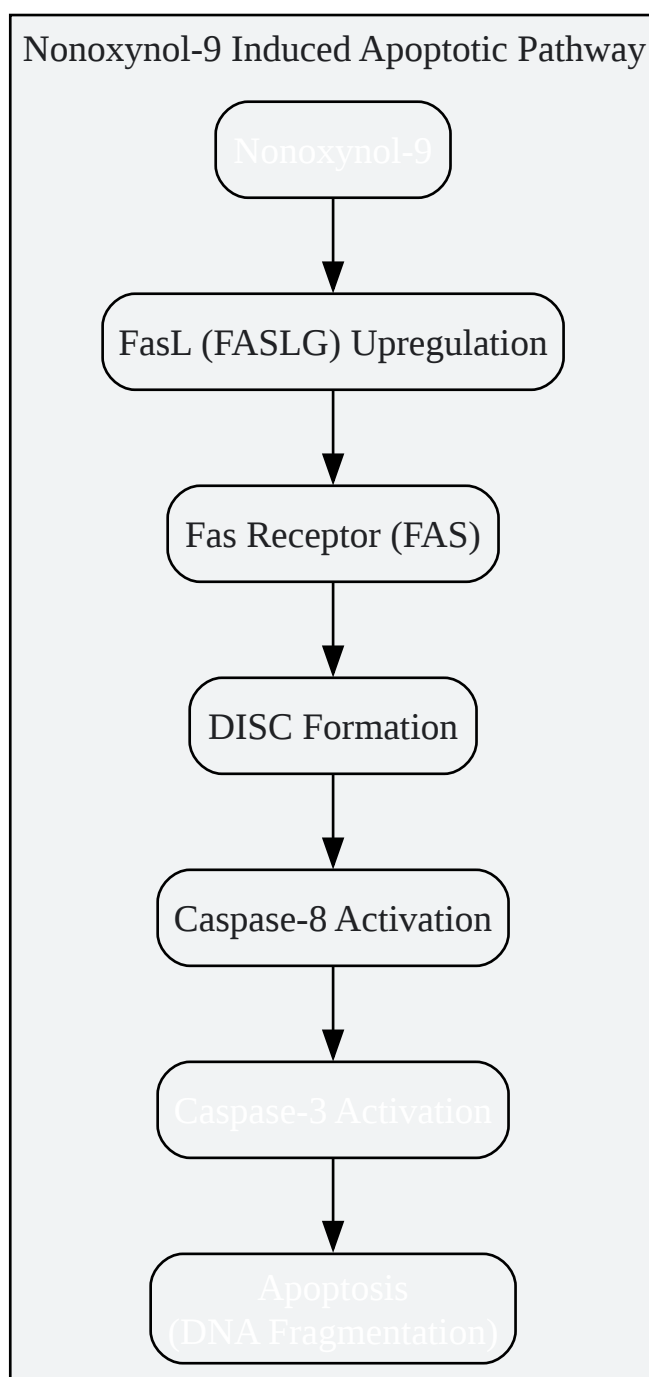 Nonoxynol-9 Induced Apoptotic Pathway
Nonoxynol-9
FasL (FASLG) Upregulation
Fas Receptor (FAS)
DISC Formation
Caspase-8 Activation
Caspase-3 Activation
Apoptosis
(DNA Fragmentation)